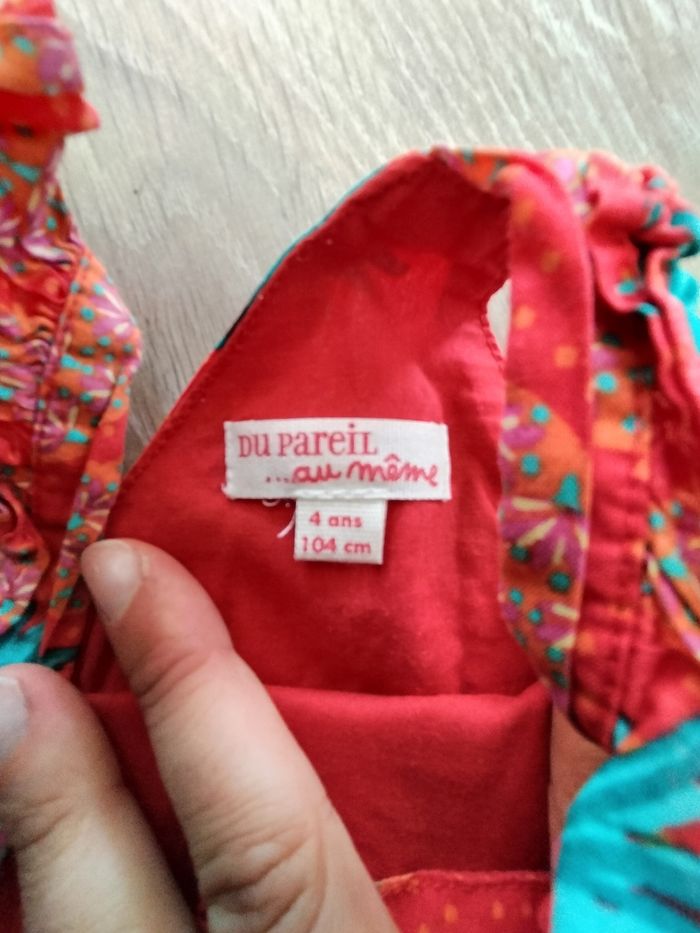 DU PAREIL
...au même
4 ans
104 cm